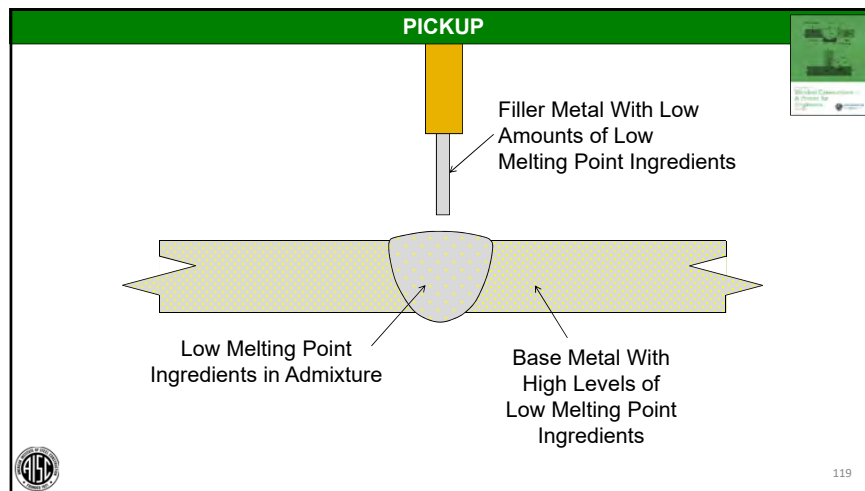 PICKUP
Filler Metal With Low
Amounts of Low
Melting Point Ingredients
Low Melting Point
Ingredients in Admixture
Base Metal With
High Levels of
Low Melting Point
Ingredients
AISC
119